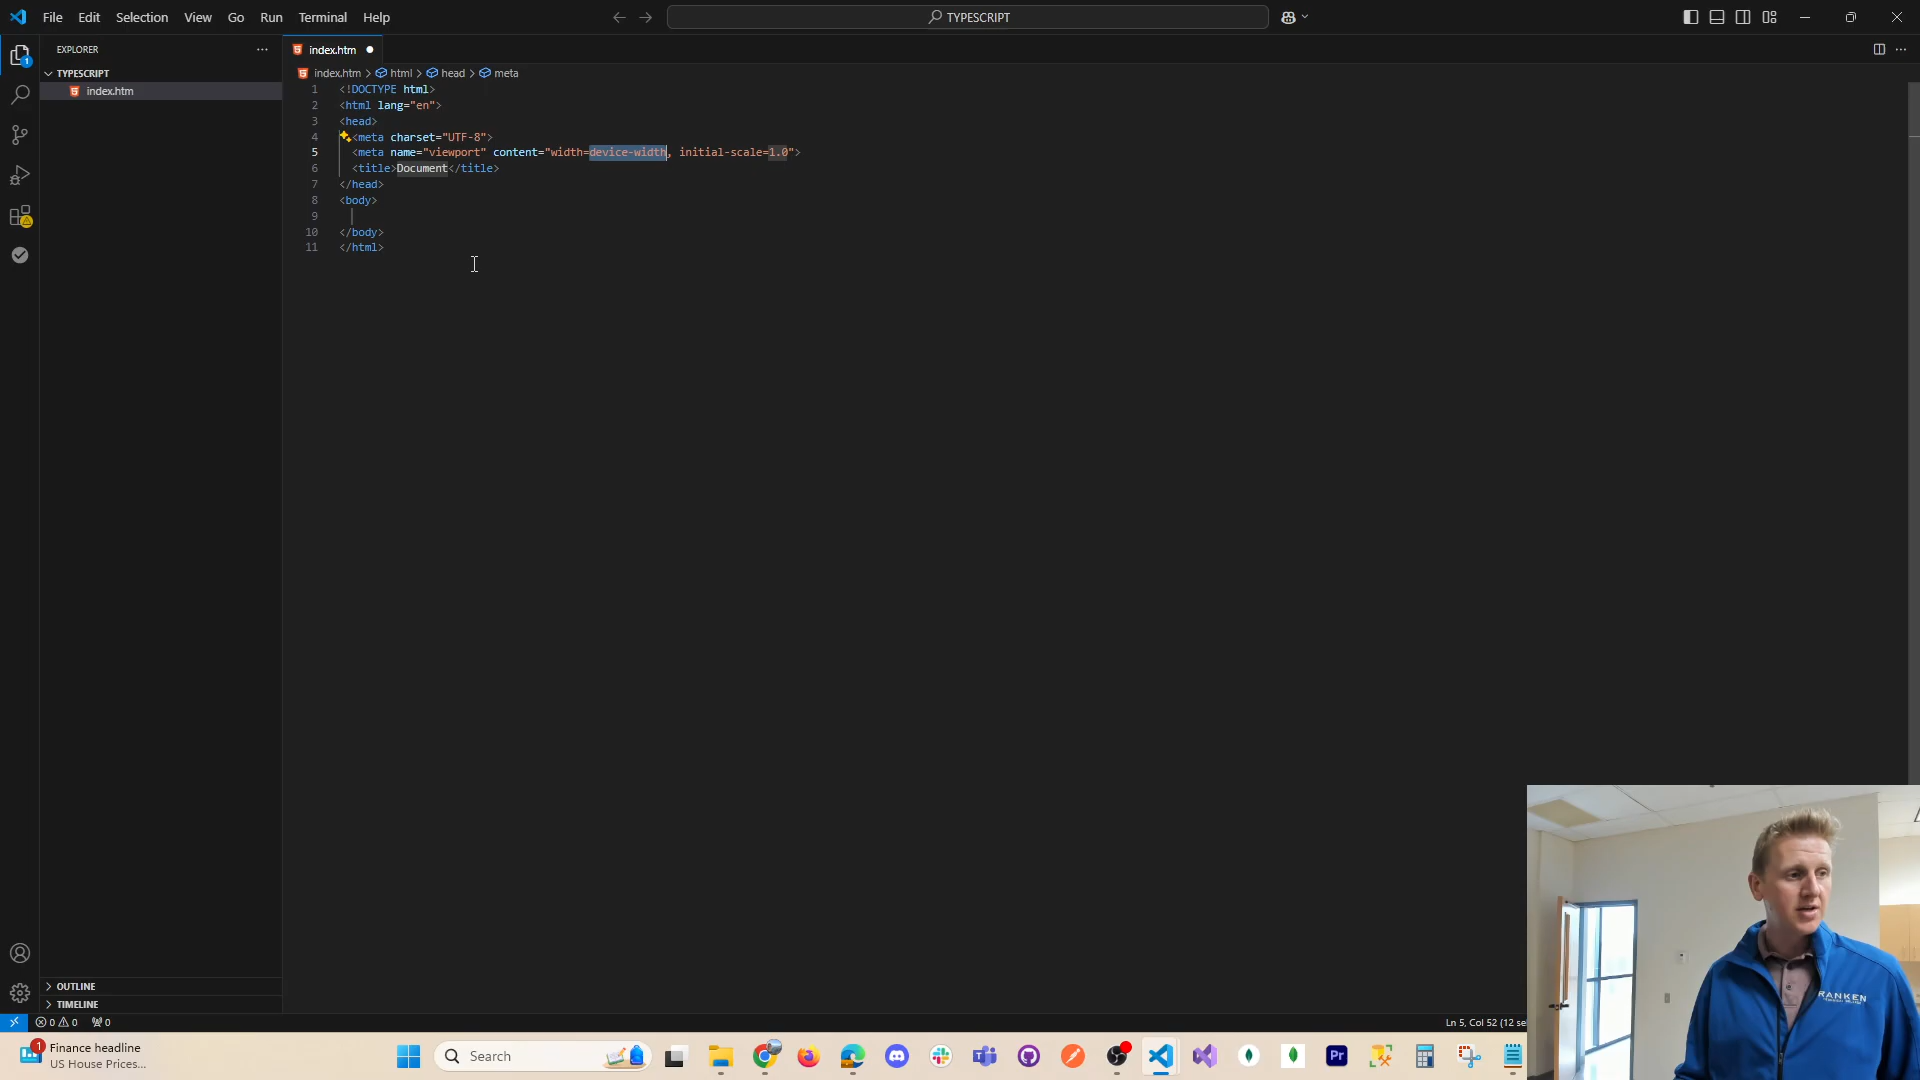 File Edit Selection View Go Run Terminal Help
TYPESCRIPT
EXPLORER
index.htm
TYPESCRIPT
index.htm > html > head > meta
index.htm
1 <!DOCTYPE html>
2 <html lang="en">
3 <head>
4 <meta charset="UTF-8">
5 <meta name="viewport" content="width=device-width, initial-scale=1.0">
6 <title>Document</title>
7 </head>
8 <body>
9
10 </body>
11 </html>
OUTLINE
TIMELINE
0 0 0
Ln 5, Col 52 (12 se
RANKEN
1
Finance headline
US House Prices...
Search
Pr